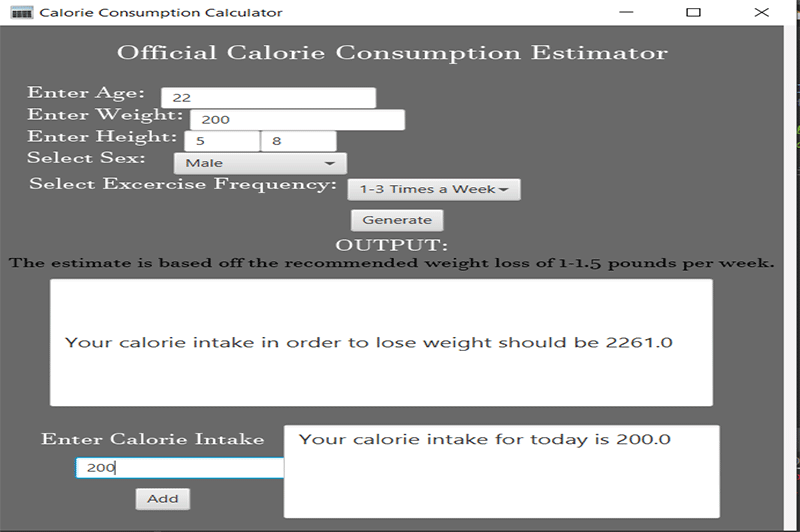 Calorie Consumption Calculator
Official Calorie Consumption Estimator
Enter Age: 22
Enter Weight: 200
Enter Height: 5 8
Select Sex: Male
Select Excercise Frequency: 1-3 Times a Week
Generate
OUTPUT:
The estimate is based off the recommended weight loss of 1-1.5 pounds per week.
Your calorie intake in order to lose weight should be 2261.0
Enter Calorie Intake
Your calorie intake for today is 200.0
200
Add